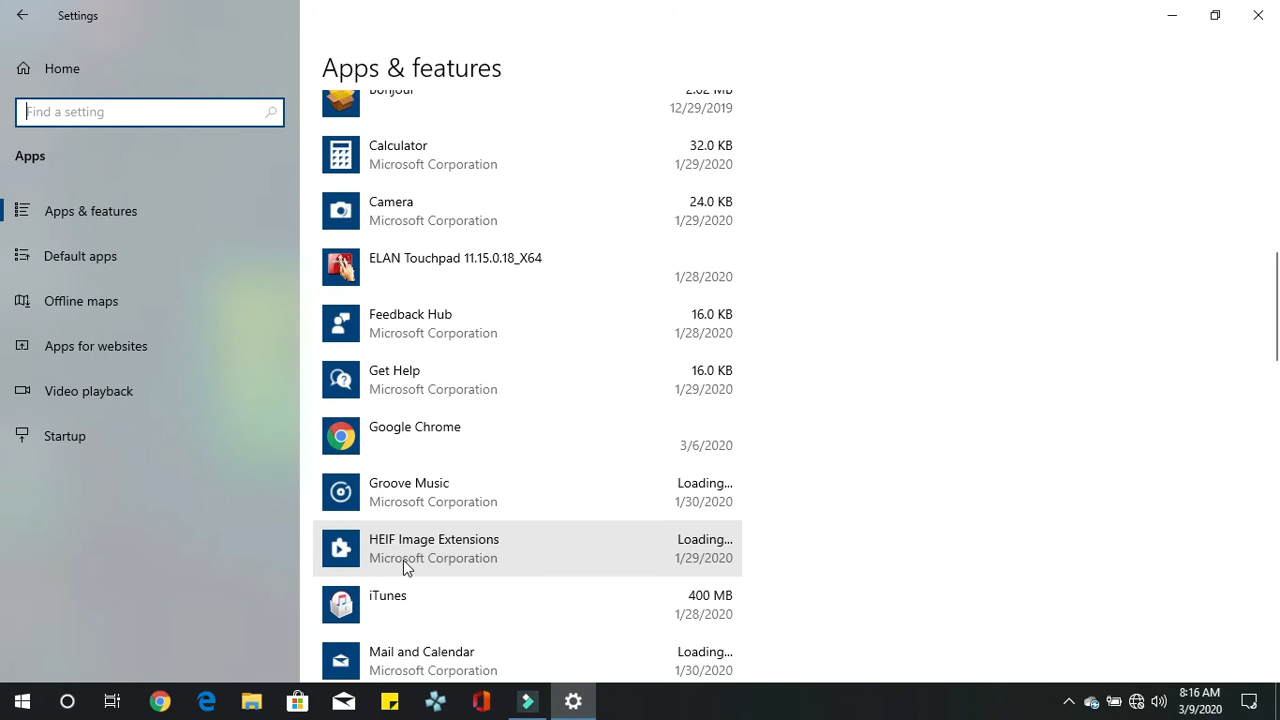 Settings
Home
Find a setting
Apps
Apps & features
Default apps
Offline maps
Apps for websites
Video playback
Startup
Apps & features
Bonjour 2.02 MB
12/29/2019
Calculator 32.0 KB
Microsoft Corporation 1/29/2020
Camera 24.0 KB
Microsoft Corporation 1/29/2020
ELAN Touchpad 11.15.0.18_X64
1/28/2020
Feedback Hub 16.0 KB
Microsoft Corporation 1/28/2020
Get Help 16.0 KB
Microsoft Corporation 1/29/2020
Google Chrome
3/6/2020
Groove Music Loading...
Microsoft Corporation 1/30/2020
HEIF Image Extensions Loading...
Microsoft Corporation 1/29/2020
iTunes 400 MB
1/28/2020
Mail and Calendar Loading...
Microsoft Corporation 1/30/2020
8:16 AM
3/9/2020